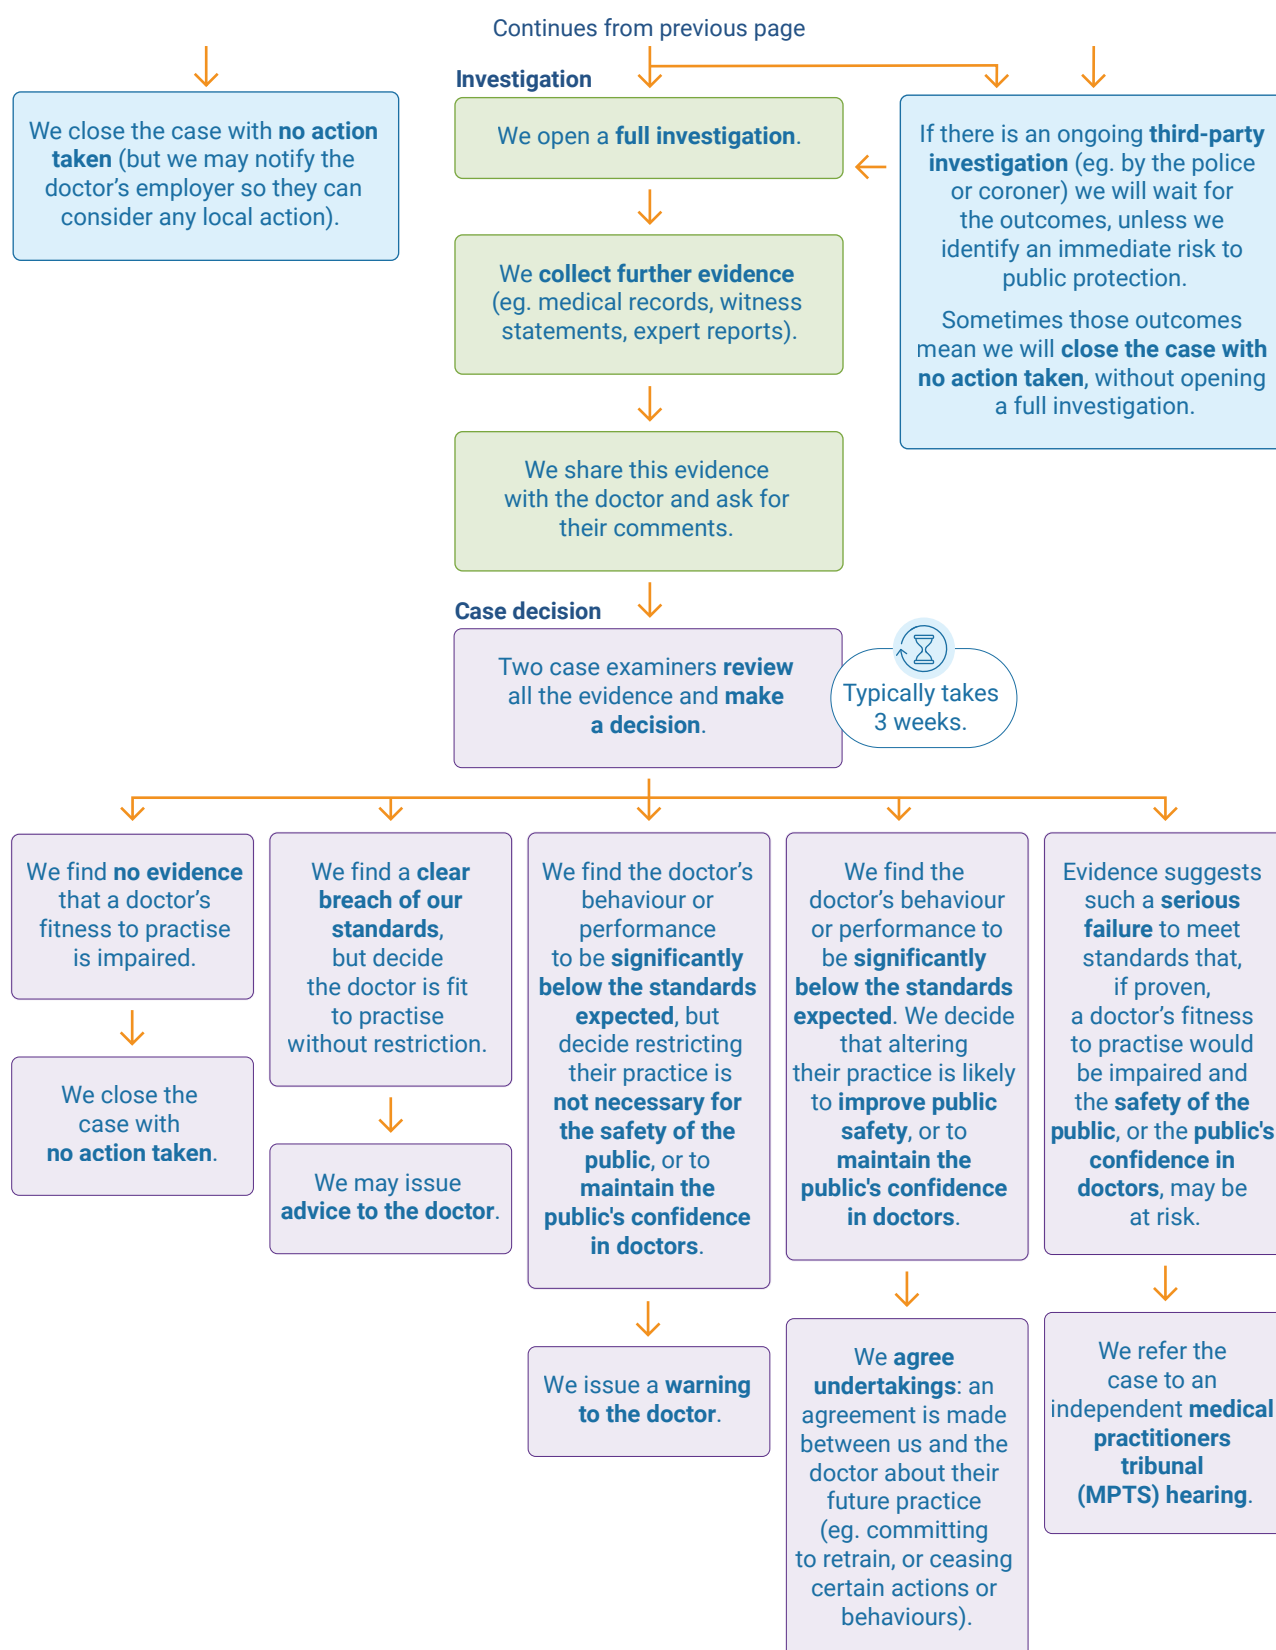 Continues from previous page
We close the case with no action
taken (but we may notify the
doctor’s employer so they can
consider any local action).
Investigation
We open a full investigation.
If there is an ongoing third-party
investigation (eg. by the police
or coroner) we will wait for
the outcomes, unless we
identify an immediate risk to
public protection.
Sometimes those outcomes
mean we will close the case with
no action taken, without opening
a full investigation.
We collect further evidence
(eg. medical records, witness
statements, expert reports).
We share this evidence
with the doctor and ask for
their comments.
Case decision
Two case examiners review
all the evidence and make
a decision.
Typically takes
3 weeks.
We find no evidence
that a doctor’s
fitness to practise
is impaired.
We close the
case with
no action taken.
We find a clear
breach of our
standards,
but decide
the doctor is fit
to practise
without restriction.
We may issue
advice to the doctor.
We find the doctor’s
behaviour or
performance
to be significantly
below the standards
expected, but
decide restricting
their practice is
not necessary for
the safety of the
public, or to
maintain the
public's confidence
in doctors.
We issue a warning
to the doctor.
We find the
doctor’s behaviour
or performance to
be significantly
below the standards
expected. We decide
that altering
their practice is likely
to improve public
safety, or to
maintain the
public's confidence
in doctors.
We agree
undertakings: an
agreement is made
between us and the
doctor about their
future practice
(eg. committing
to retrain, or ceasing
certain actions or
behaviours).
Evidence suggests
such a serious
failure to meet
standards that,
if proven,
a doctor’s fitness
to practise would
be impaired and
the safety of the
public, or the public's
confidence in
doctors, may be
at risk.
We refer the
case to an
independent medical
practitioners
tribunal
(MPTS) hearing.